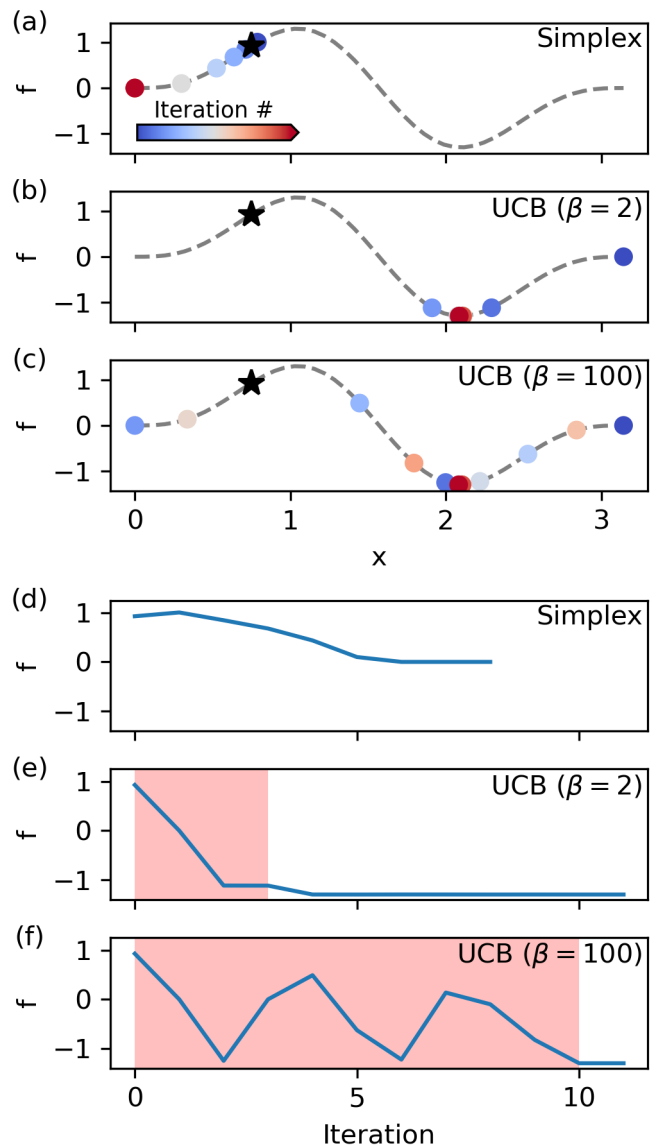 (a)
Simplex
1
f
0
Iteration #
−1
(b)
UCB (β = 2)
1
f
0
−1
(c)
UCB (β = 100)
1
f
0
−1
0 1 2 3
x
(d)
Simplex
1
f
0
−1
(e)
UCB (β = 2)
1
f
0
−1
(f)
UCB (β = 100)
1
f
0
−1
0 5 10
Iteration